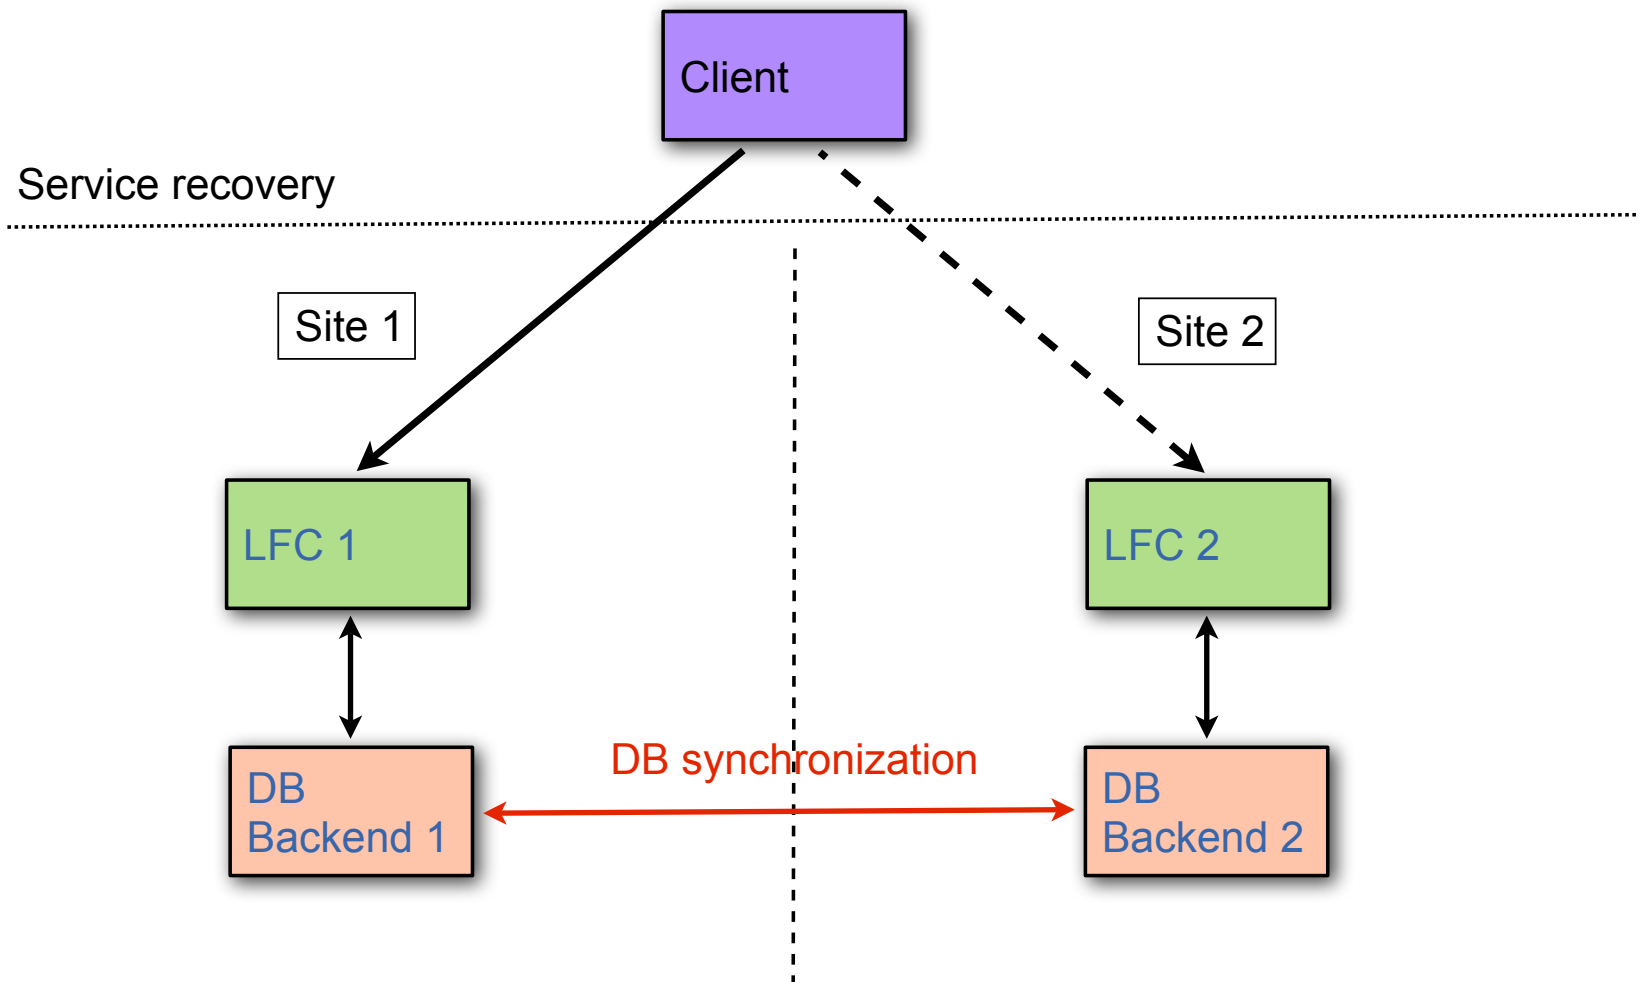 Client
Service recovery
Site 1
Site 2
LFC 1
LFC 2
DB synchronization
DB
Backend 1
DB
Backend 2